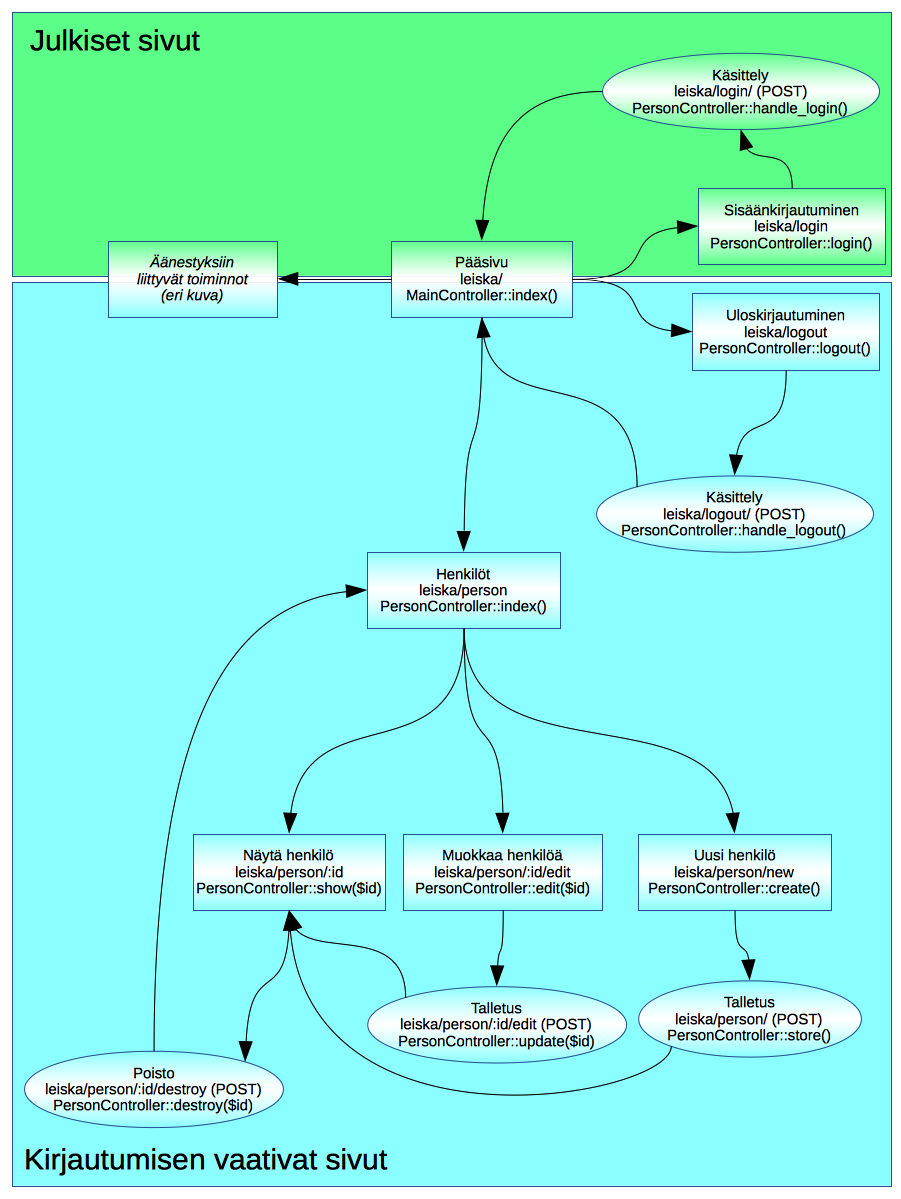 Julkiset sivut
Käsittely
leiska/login/ (POST)
PersonController::handle_login()
Sisäänkirjautuminen
leiska/login
PersonController::login()
Äänestyksiin
liittyvät toiminnot
(eri kuva)
Pääsivu
leiska/
MainController::index()
Uloskirjautuminen
leiska/logout
PersonController::logout()
Käsittely
leiska/logout/ (POST)
PersonController::handle_logout()
Henkilöt
leiska/person
PersonController::index()
Näytä henkilö
leiska/person/:id
PersonController::show($id)
Muokkaa henkilöä
leiska/person/:id/edit
PersonController::edit($id)
Uusi henkilö
leiska/person/new
PersonController::create()
Talletus
leiska/person/:id/edit (POST)
PersonController::update($id)
Talletus
leiska/person/ (POST)
PersonController::store()
Poisto
leiska/person/:id/destroy (POST)
PersonController::destroy($id)
Kirjautumisen vaativat sivut